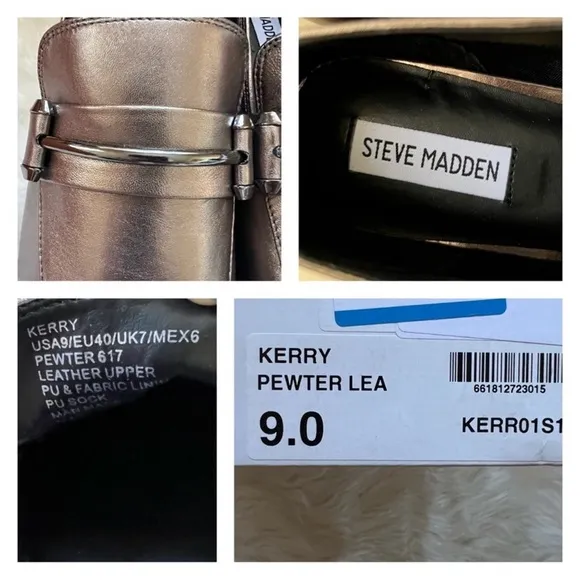 STEVE MADDEN
KERRY
USA9/EU40/UK7/MEX6
PEWTER 617
LEATHER UPPER
PU & FABRIC
PU SOCK
MAN
KERRY
PEWTER LEA
9.0
661812723015
KERR01S1